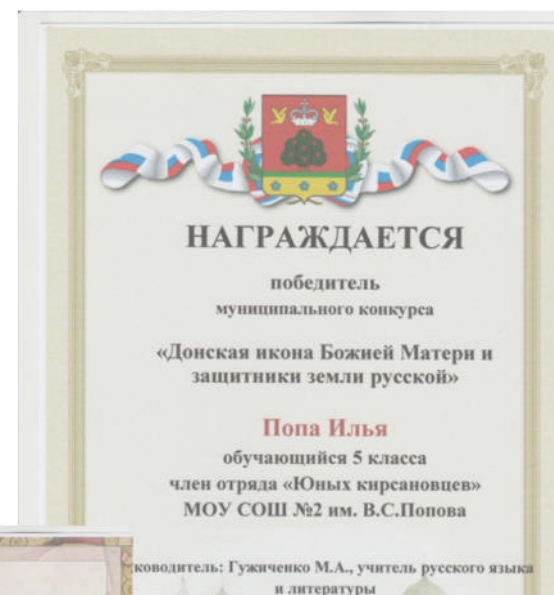 НАГРАЖДАЕТСЯ
победитель
муниципального конкурса
«Донская икона Божией Матери и
защитники земли русской»
Попа Илья
обучающийся 5 класса
член отряда «Юных кирсановцев»
МОУ СОШ №2 им. В.С.Попова
ководитель: Гужиченко М.А., учитель русского языка
и литературы